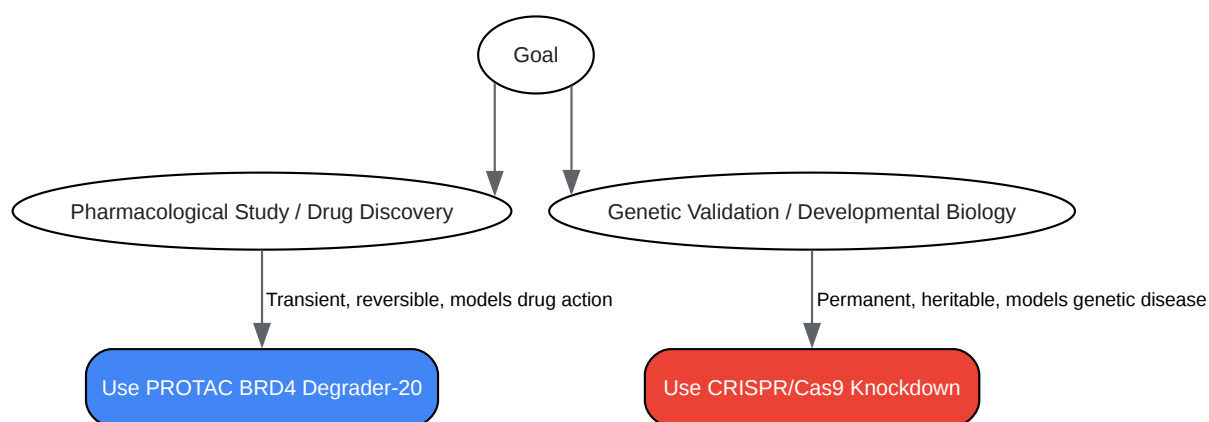 Goal
Pharmacological Study / Drug Discovery
Genetic Validation / Developmental Biology
Transient, reversible, models drug action
Permanent, heritable, models genetic disease
Use PROTAC BRD4 Degrader-20
Use CRISPR/Cas9 Knockdown